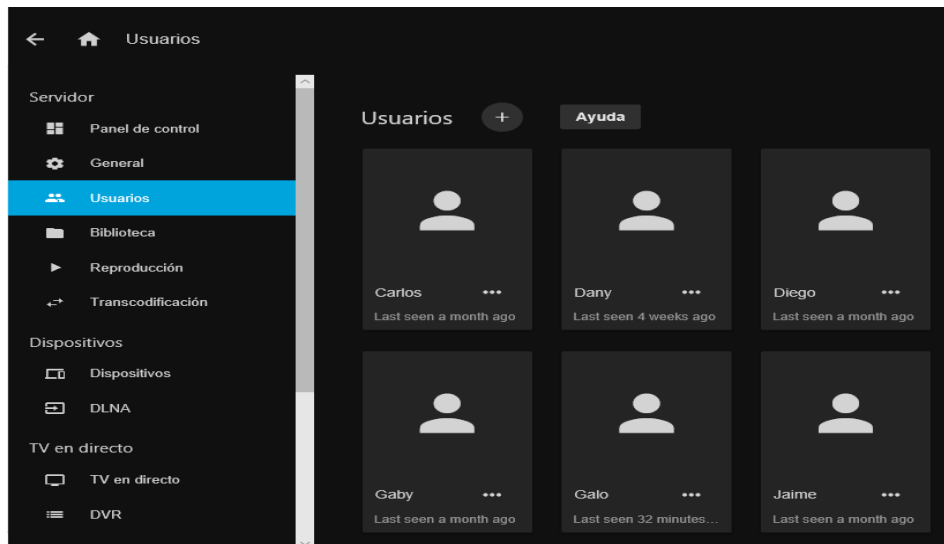 Usuarios
Servidor
Panel de control
General
Usuarios
Biblioteca
Reproducción
Transcodificación
Dispositivos
Dispositivos
DLNA
TV en directo
TV en directo
DVR
Usuarios + Ayuda
Carlos ••• Dany ••• Diego •••
Last seen a month ago Last seen 4 weeks ago Last seen a month ago
Gaby ••• Galo ••• Jaime •••
Last seen a month ago Last seen 32 minutes... Last seen a month ago